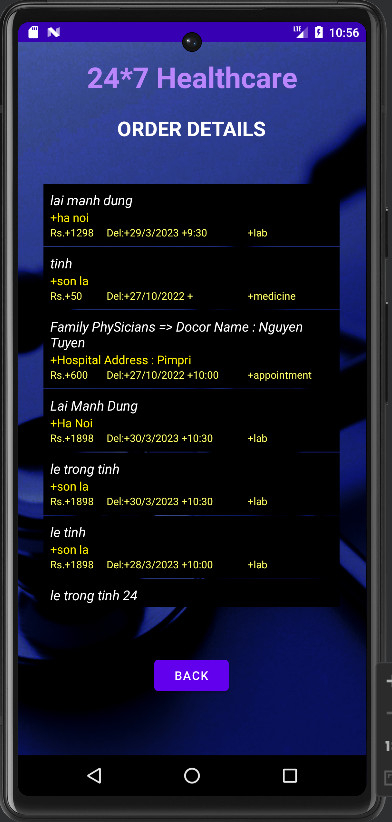 LTE 10:56
24*7 Healthcare
ORDER DETAILS
lai manh dung
+ha noi
Rs.+1298 Del:+29/3/2023 +9:30 +lab
tinh
+son la
Rs.+50 Del:+27/10/2022 + +medicine
Family PhySicians => Docor Name : Nguyen
Tuyen
+Hospital Address : Pimpri
Rs.+600 Del:+27/10/2022 +10:00 +appointment
Lai Manh Dung
+Ha Noi
Rs.+1898 Del:+30/3/2023 +10:30 +lab
le trong tinh
+son la
Rs.+1898 Del:+30/3/2023 +10:30 +lab
le tinh
+son la
Rs.+1898 Del:+28/3/2023 +10:00 +lab
le trong tinh 24
BACK